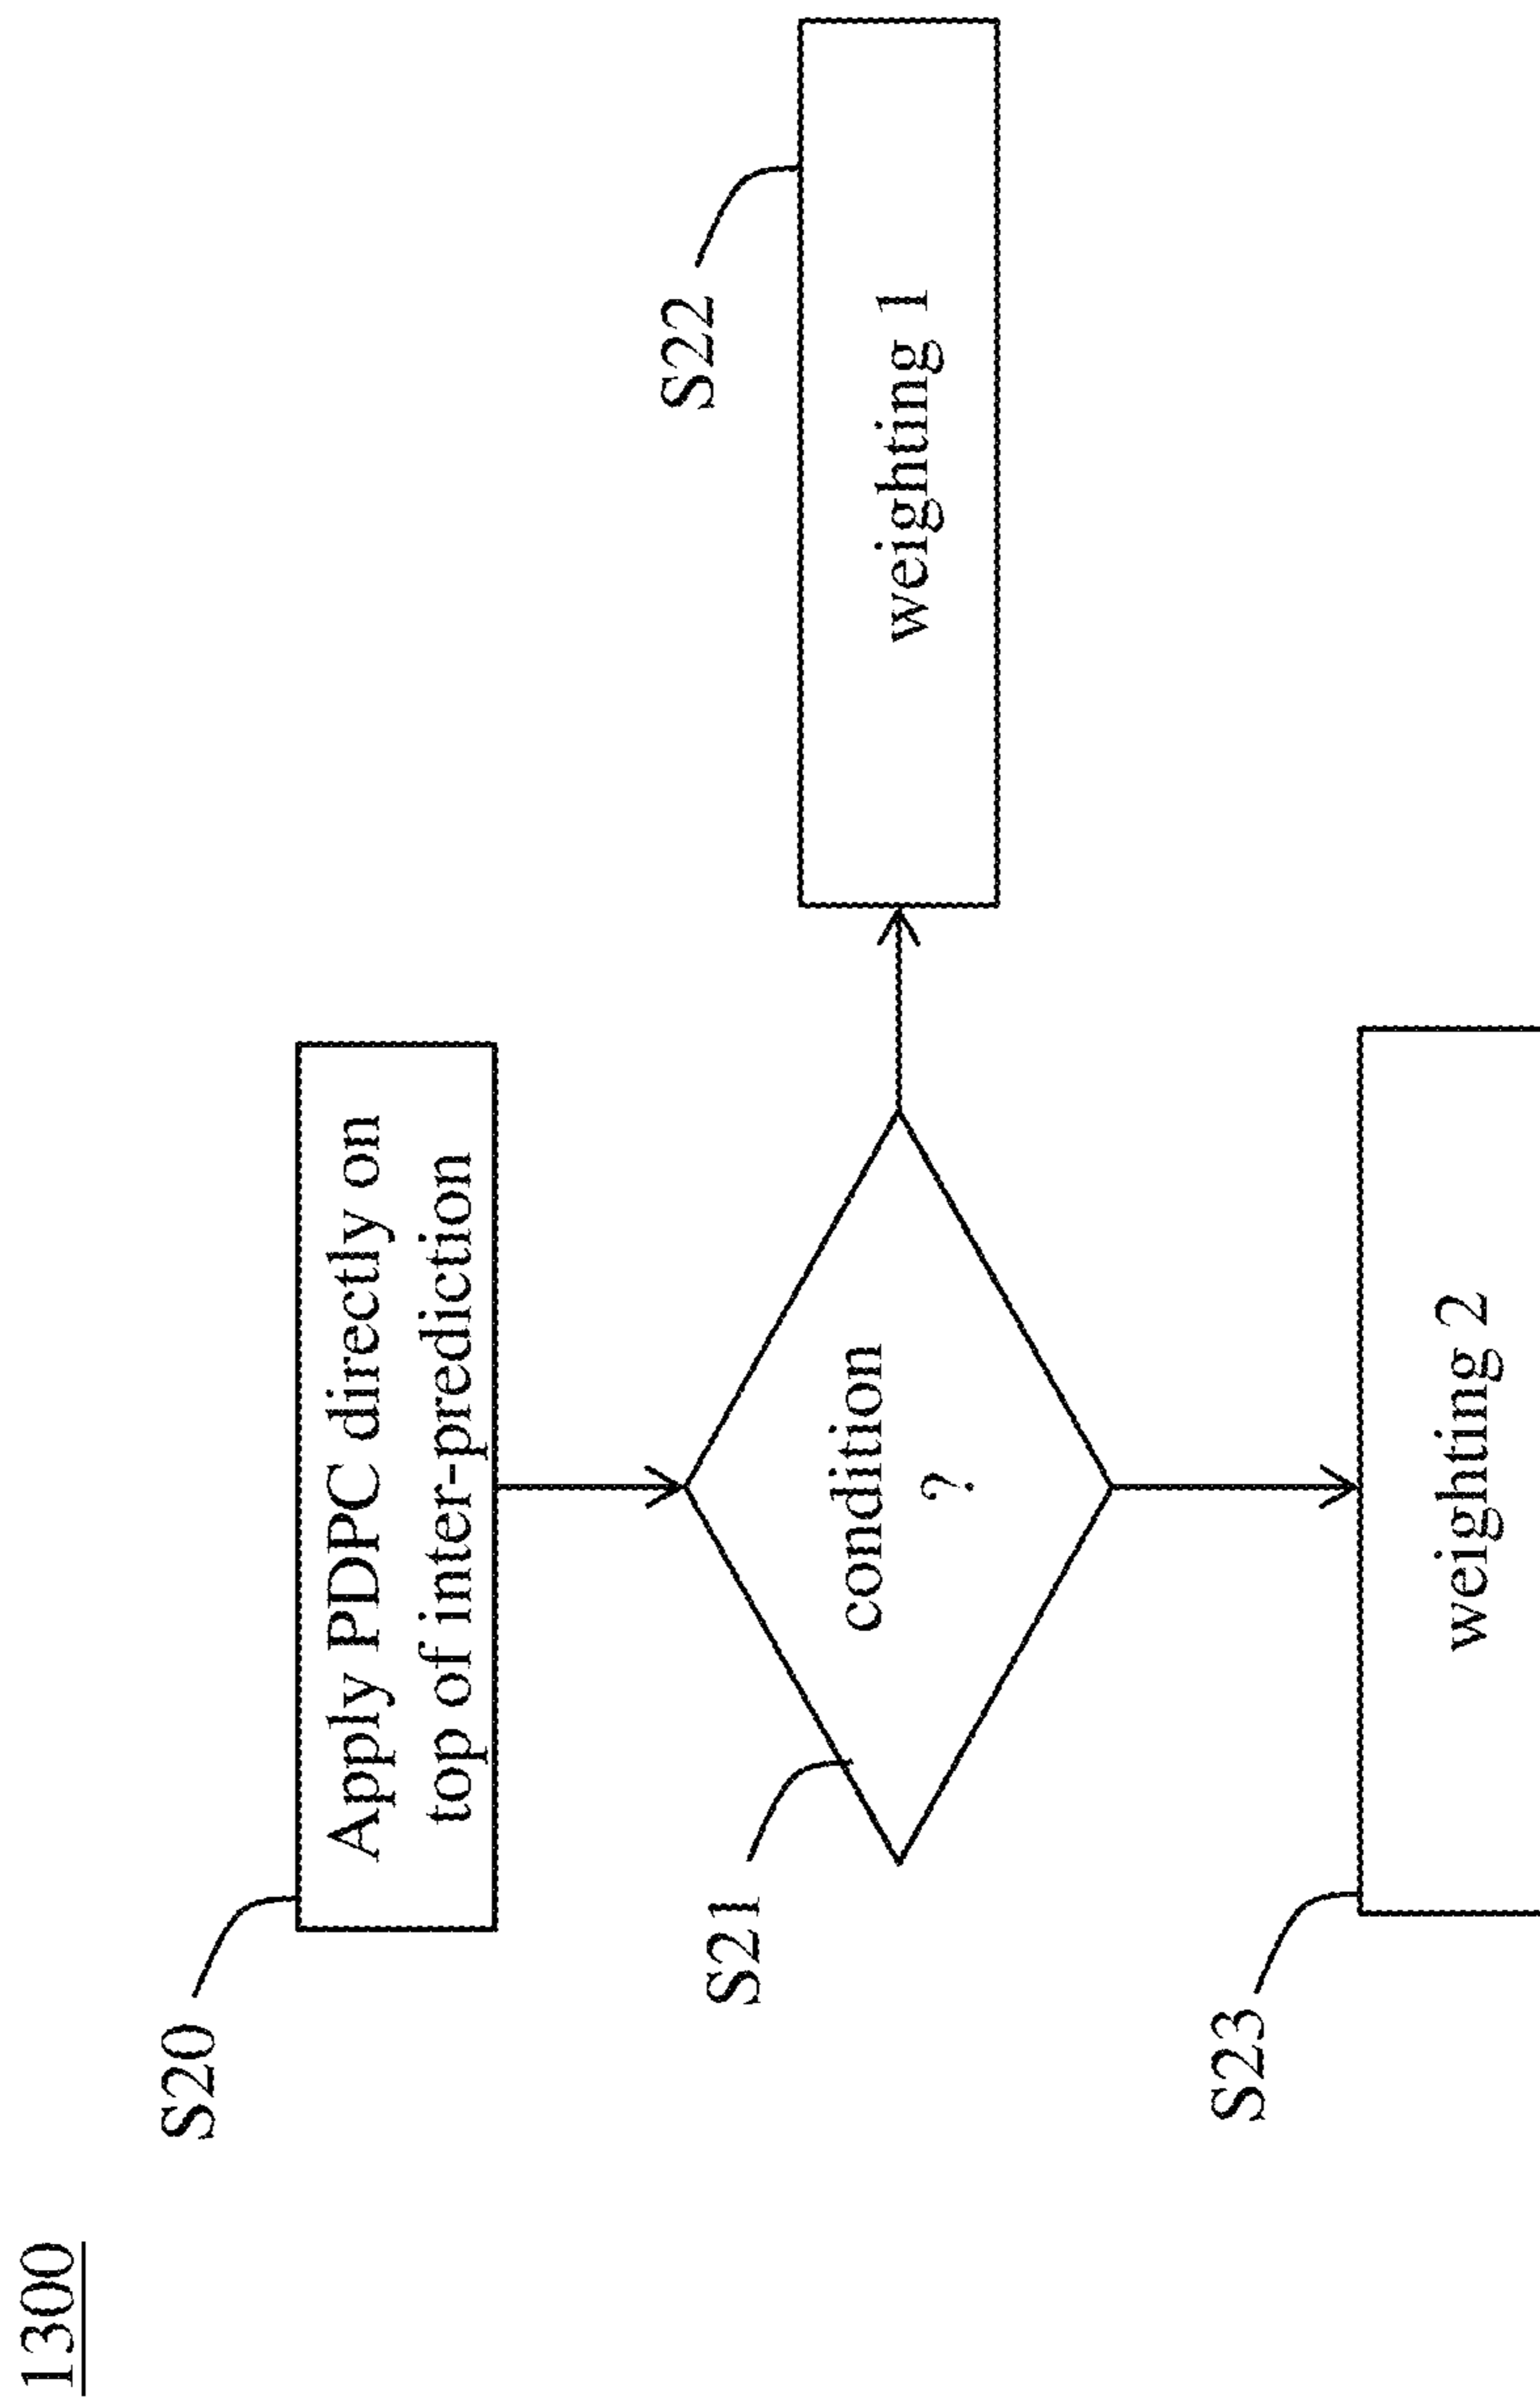 1300
S20
Apply PDPC directly on
top of inter-prediction
S21
condition
?
S22
weighting 1
S23
weighting 2